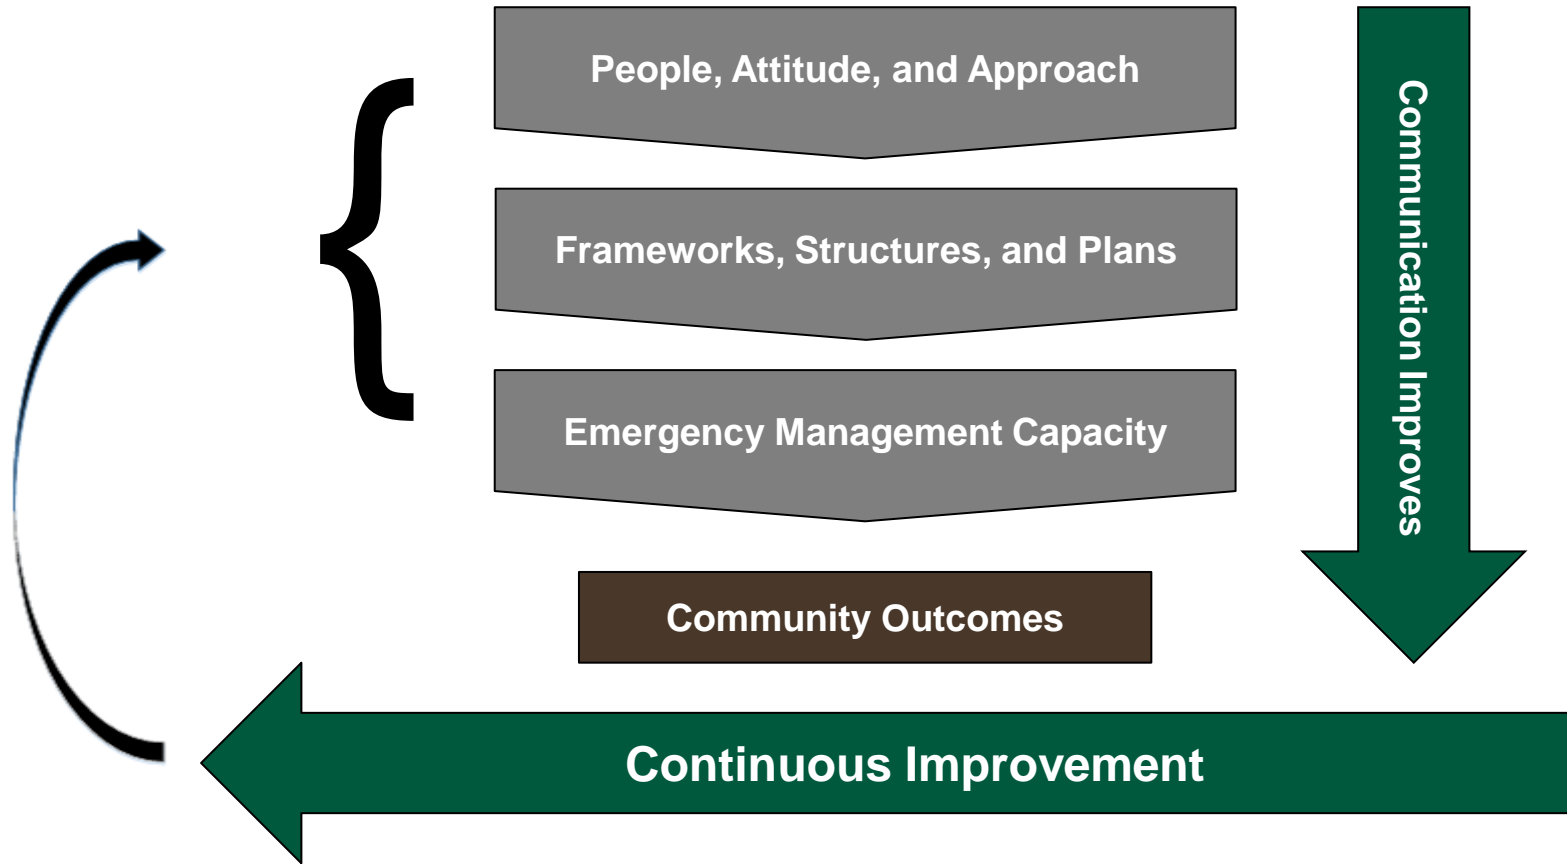 People, Attitude, and Approach
Communication Improves
Frameworks, Structures, and Plans
Emergency Management Capacity
Community Outcomes
Continuous Improvement